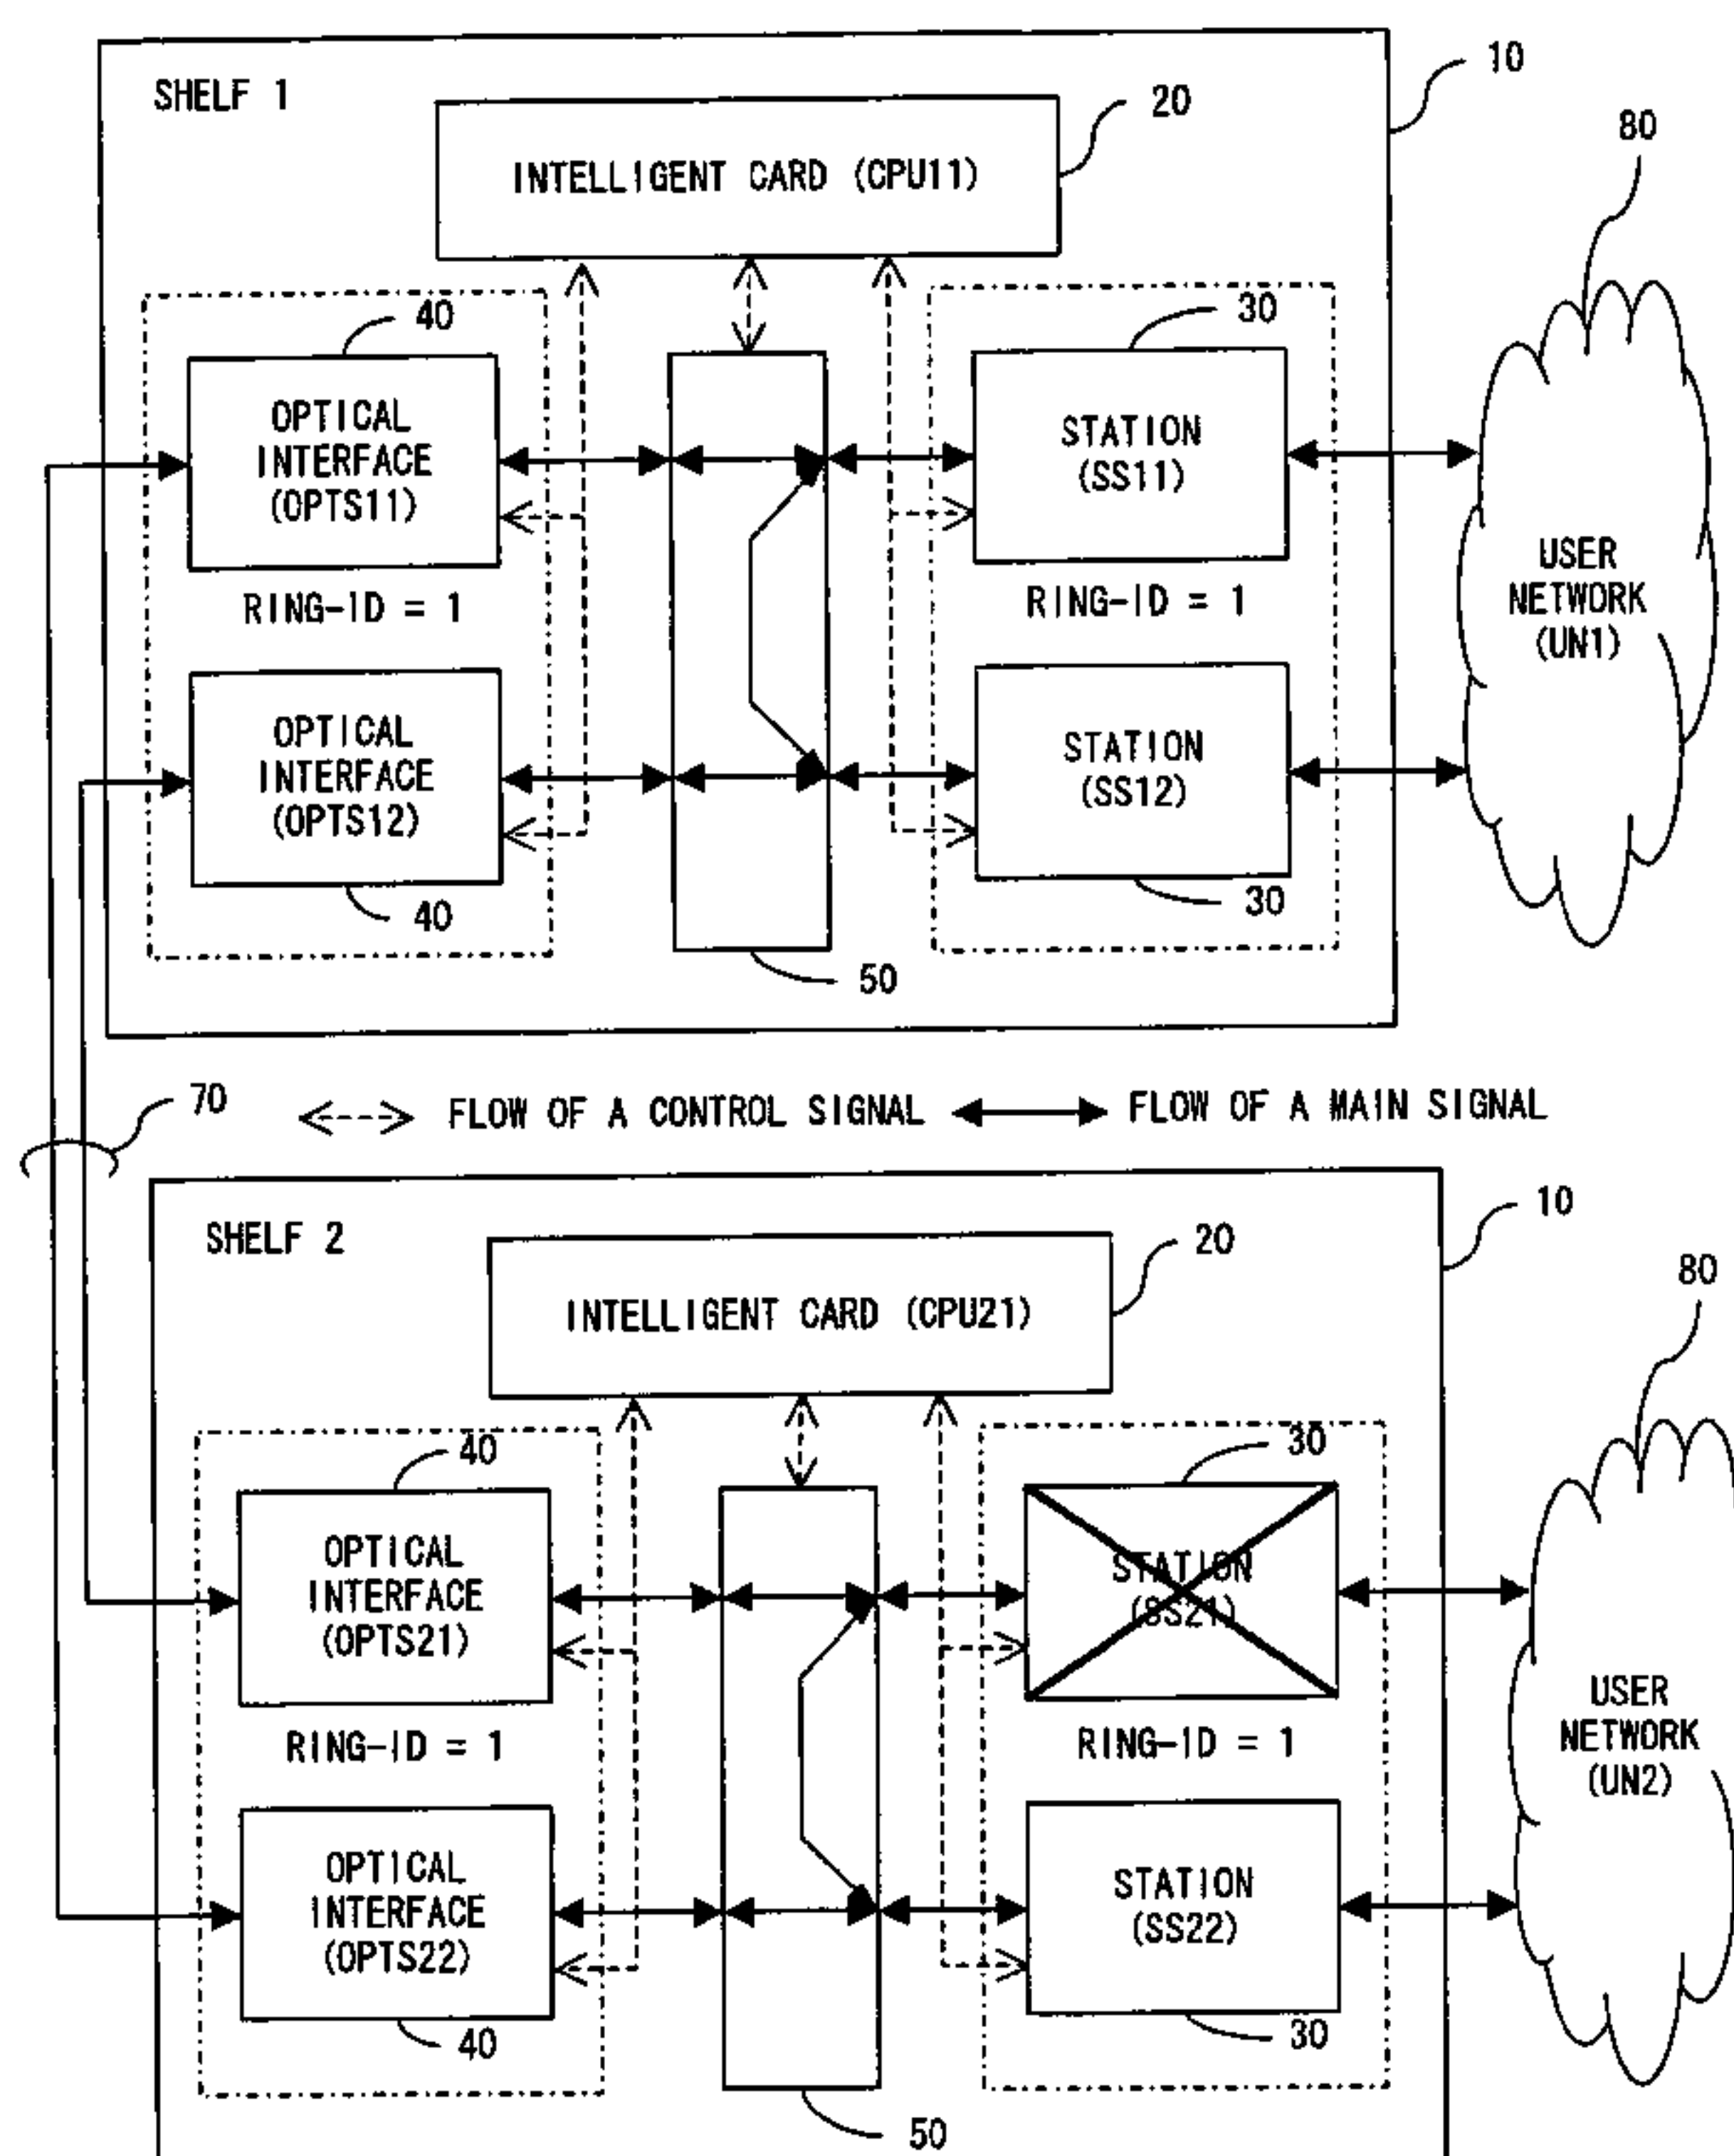 SHELF 1
10
20
80
INTELLIGENT CARD (CPU11)
40
30
OPTICAL
INTERFACE
(OPTS11)
STATION
(SS11)
RING-ID = 1
RING-ID = 1
USER
NETWORK
(UN1)
OPTICAL
INTERFACE
(OPTS12)
STATION
(SS12)
40
30
50
70
FLOW OF A CONTROL SIGNAL
FLOW OF A MAIN SIGNAL
SHELF 2
10
20
80
INTELLIGENT CARD (CPU21)
40
30
OPTICAL
INTERFACE
(OPTS21)
STATION
(SS21)
RING-ID = 1
RING-ID = 1
USER
NETWORK
(UN2)
OPTICAL
INTERFACE
(OPTS22)
STATION
(SS22)
40
30
50